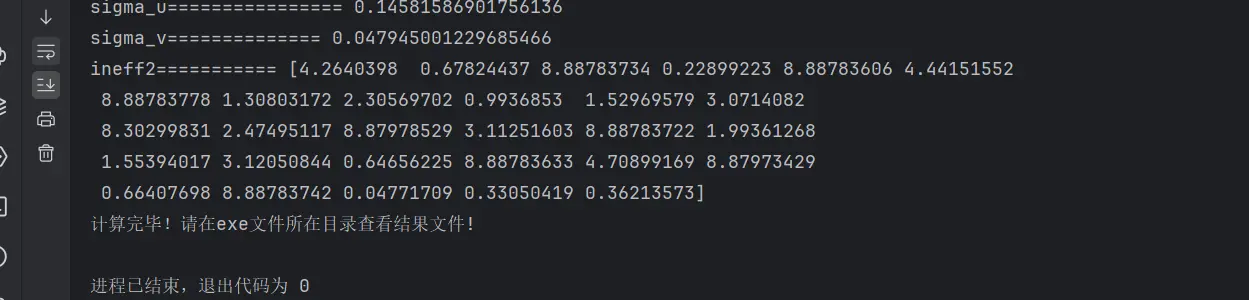 sigma_u================ 0.14581586901756136
sigma_v============== 0.047945001229685466
ineff2=========== [4.2640398  0.67824437 8.88783734 0.22899223 8.88783606 4.44151552
 8.88783778 1.30803172 2.30569702 0.9936853  1.52969579 3.0714082
 8.30299831 2.47495117 8.87978529 3.11251603 8.88783722 1.99361268
 1.55394017 3.12050844 0.64656225 8.88783633 4.70899169 8.87973429
 0.66407698 8.88783742 0.04771709 0.33050419 0.36213573]
计算完毕！请在exe文件所在目录查看结果文件!
进程已结束，退出代码为 0